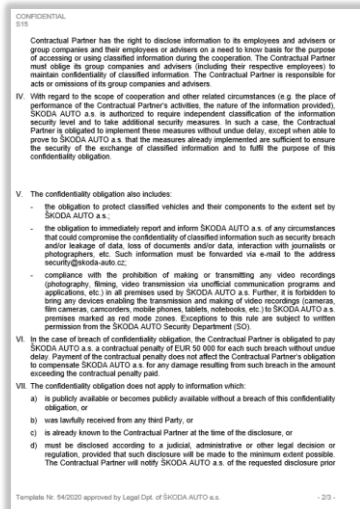 CONFIDENTIAL
S15
Contractual Partner has the right to disclose information to its employees and advisors or
group companies and their employees or advisors on a need to know basis for the purpose
of accessing or using classified information during the cooperation. The Contractual Partner
must oblige its group companies and advisers (including their respective employees) to
maintain confidentiality of classified information. The Contractual Partner is responsible for
acts or omissions of its group companies and advisers.
IV. With regard to the scope of cooperation and other related circumstances (e.g. the place of
performance of the Contractual Partner's activities, the nature of the information provided),
ŠKODA AUTO a.s. is authorized to require independent classification of the information
security level and to take additional security measures. In such a case, the Contractual
Partner is obligated to implement these measures without undue delay, except when able to
prove to ŠKODA AUTO a.s. that the measures already implemented are sufficient to ensure
the security of the exchange of classified information and to fulfil the purpose of this
confidentiality obligation.
V. The confidentiality obligation also includes:
- the obligation to protect classified vehicles and their components to the extent set by
ŠKODA AUTO a.s.;
- the obligation to immediately report and inform ŠKODA AUTO a.s. of any circumstances
that could compromise the confidentiality of classified information such as security breach
and/or leakage of data, loss of documents and/or data, interaction with journalists or
photographers, etc. Such information must be forwarded via e-mail to the address
security@skoda-auto.cz;
- compliance with the prohibition of making or transmitting any video recordings
(photography, filming, video transmission via unofficial communication programs and
applications, etc.) in all premises used by ŠKODA AUTO a.s. Further, it is forbidden to
bring any devices enabling the transmission and making of video recordings (cameras,
film cameras, camcorders, mobile phones, tablets, notebooks, etc.) to ŠKODA AUTO a.s.
premises marked as red mode zones. Exceptions to this rule are subject to written
permission from the ŠKODA AUTO Security Department (SO).
VI. In the case of breach of confidentiality obligation, the Contractual Partner is obligated to pay
ŠKODA AUTO a.s. a contractual penalty of EUR 50 000 for each such breach without undue
delay. Payment of the contractual penalty does not affect the Contractual Partner's obligation
to compensate ŠKODA AUTO a.s. for any damage resulting from such breach in the amount
exceeding the contractual penalty paid.
VII. The confidentiality obligation does not apply to information which:
a) is publicly available or becomes publicly available without a breach of this confidentiality
obligation, or
b) was lawfully received from any third Party, or
c) is already known to the Contractual Partner at the time of the disclosure, or
d) must be disclosed according to a judicial, administrative or other legal decision or
regulation, provided that such disclosure will be made to the minimum extent possible.
The Contractual Partner will notify ŠKODA AUTO a.s. of the requested disclosure prior
Template Nr. 54/2020 approved by Legal Dpt. of ŠKODA AUTO a.s.
- 2/3 -